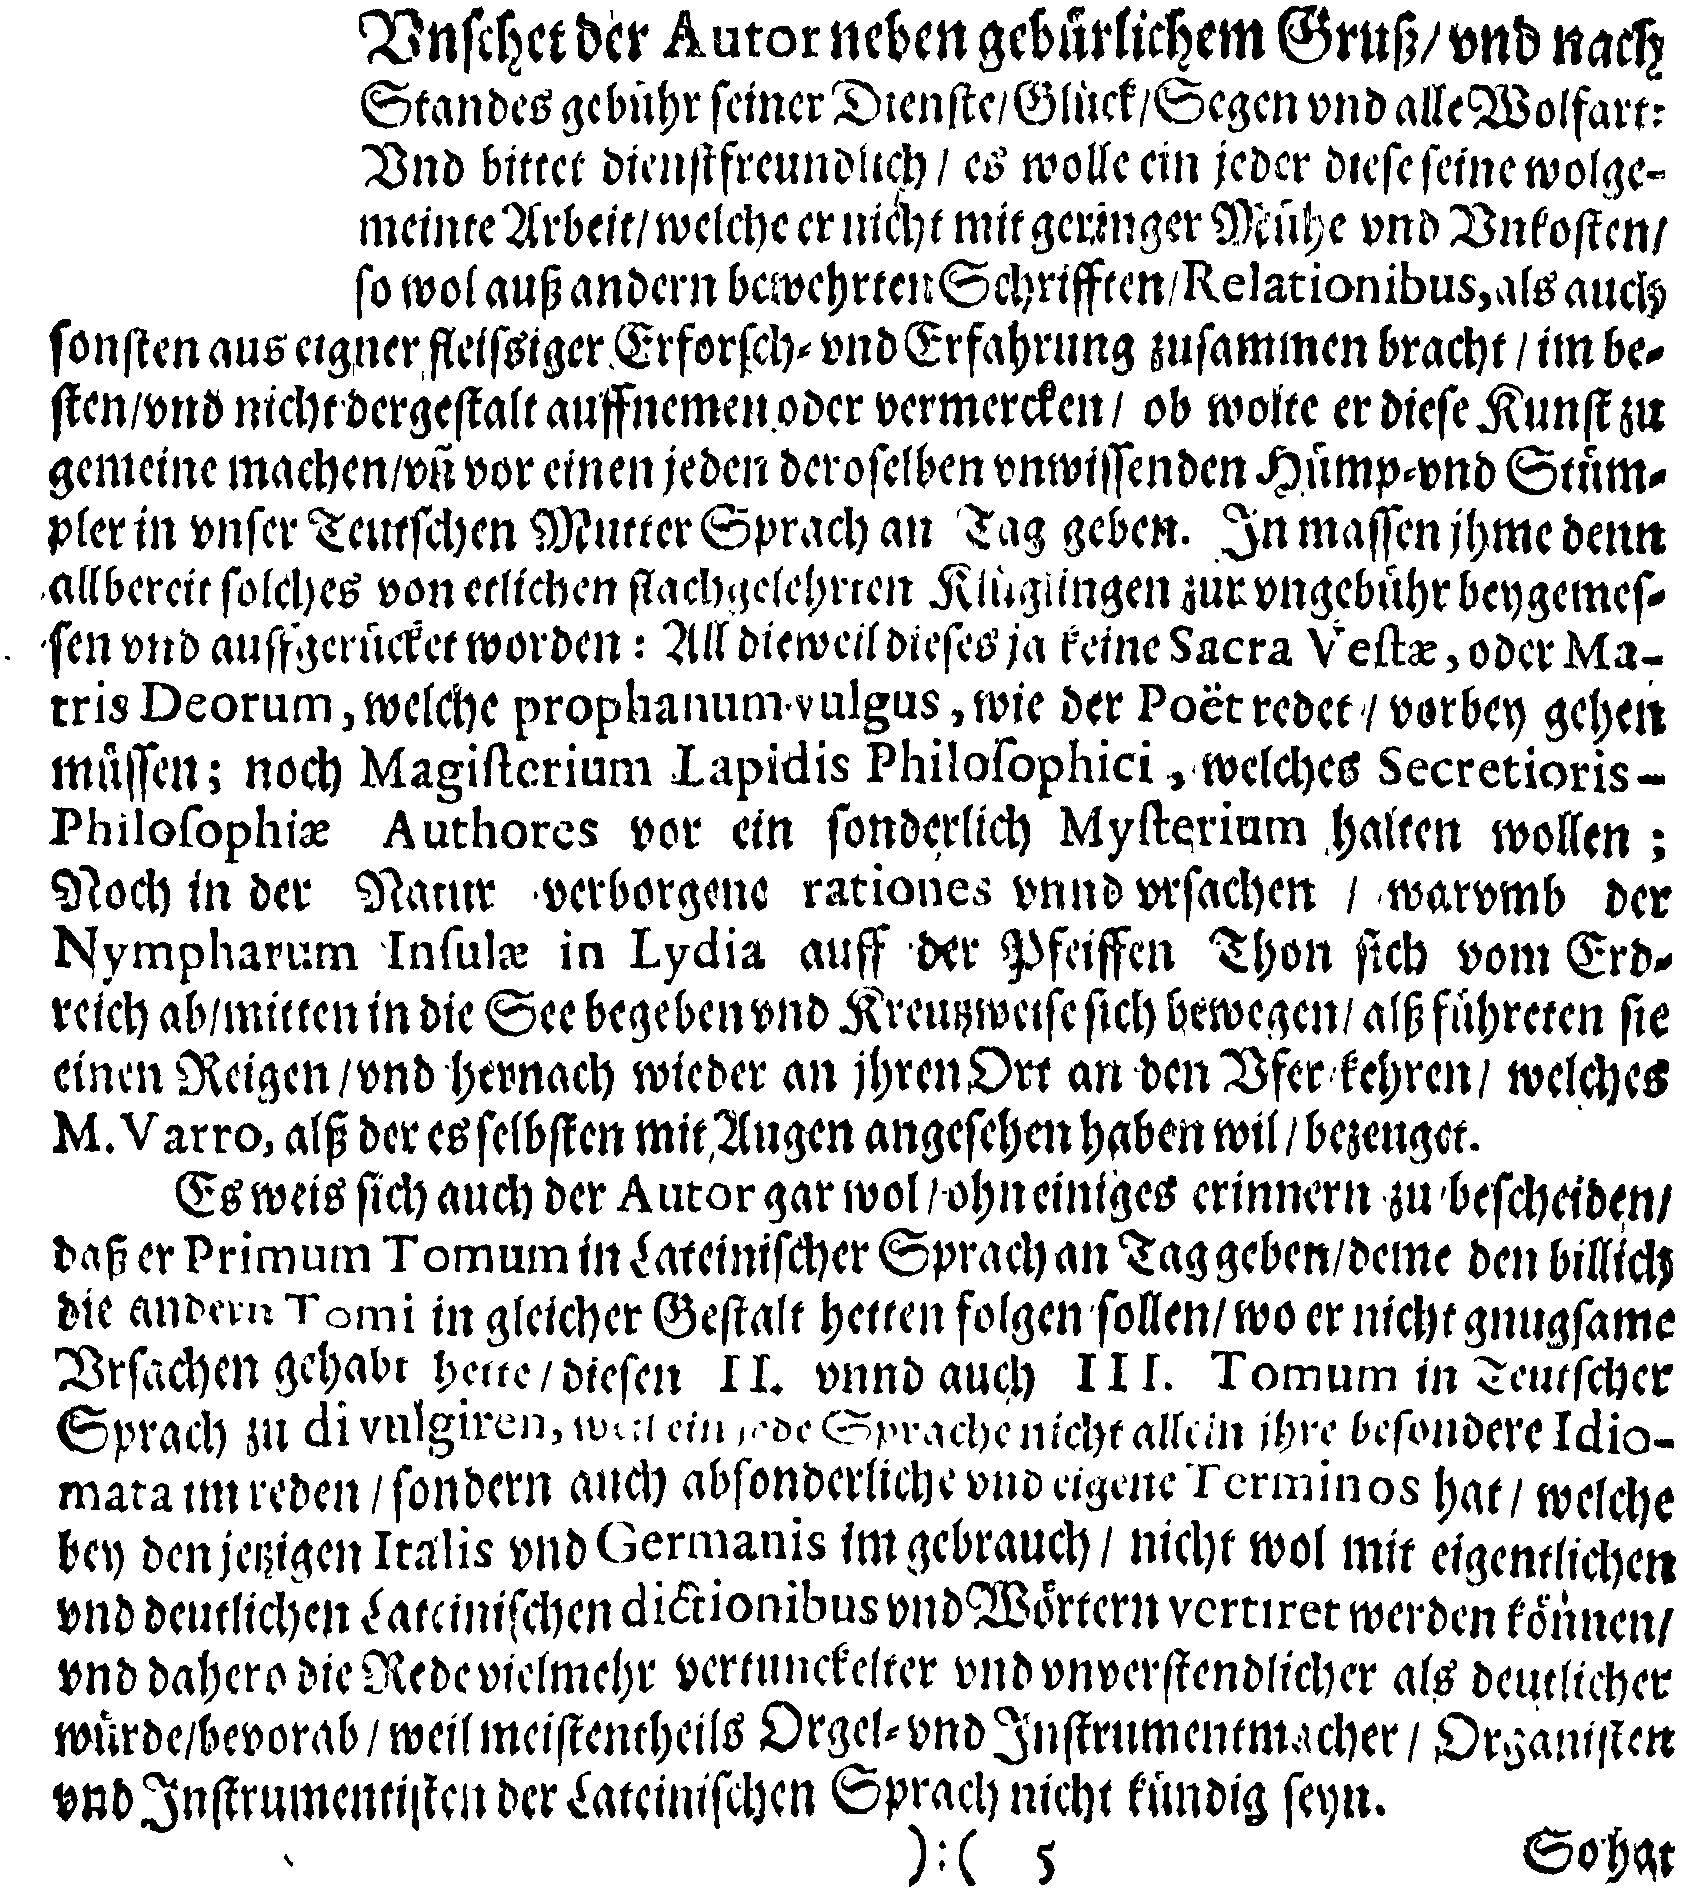 Vnschet der Autor neben gebürlichem Gruß/ vnd nach
Standes gebühr seiner Dienste/ Glück/ Segen vnd alle Wolfart:
Vnd bittet dienstfreundlich/ es wolle ein jeder diese seine wolge-
meinte Arbeit/ welche er nicht mit geringer Mühe vnd Vnkosten/
so wol auß andern bewehrten Schrifften/ Relationibus, als auch
sonsten aus eigner fleissiger Erforsch- vnd Erfahrung zusammen bracht/ im be-
sten/ vnd nicht dergestalt auffnemen oder vermercken/ ob wolte er diese Kunst zu
gemeine machen/ vñ vor einen jeden deroselben vnwissenden Hümp- vnd Stüm-
pler in vnser Teutschen Mutter Sprach an Tag geben. In massen jhme denn
allbereit solches von etlichen flachgelehrten Klüglingen zur vngebühr beygemes-
sen vnd auffgerücket worden: All dieweil dieses ja keine Sacra Vestæ, oder Ma-
tris Deorum, welche prophanum vulgus, wie der Poët redet/ vorbey gehen
müssen; noch Magisterium Lapidis Philosophici, welches Secretioris
Philosophiæ Authores vor ein sonderlich Mysterium halten wollen;
Noch in der Natur verborgene rationes vnnd vrsachen/ warvmb der
Nympharum Insulæ in Lydia auff der Pfeiffen Thon sich vom Erd-
reich ab/ mitten in die See begeben vnd Kreutzweise sich bewegen/ alß führeten sie
einen Reigen/ vnd hernach wieder an jhren Ort an den Vfer kehren/ welches
M. Varro, alß der es selbsten mit Augen angesehen haben wil/ bezeuget.
Es weis sich auch der Autor gar wol/ ohn einiges erinnern zu bescheiden/
daß er Primum Tomum in Lateinischer Sprach an Tag geben/ deme den billich
die andern Tomi in gleicher Gestalt hetten folgen sollen/ wo er nicht gnugsame
Vrsachen gehabt hette/ diesen II. vnnd auch III. Tomum in Teutscher
Sprach zu divulgiren, weil ein jede Sprache nicht allein ihre besondere Idio-
mata im reden/ sondern auch absonderliche vnd eigene Terminos hat/ welche
bey den jetzigen Italis vnd Germanis im gebrauch/ nicht wol mit eigentlichen
vnd deutlichen Lateinischen dictionibus vnd Wörtern vertiret werden können/
vnd dahero die Rede vielmehr vertunckelter vnd vnverstendlicher als deutlicher
würde/ bevorab/ weil meistentheils Orgel- vnd Instrumentmacher/ Organisten
vnd Instrumentisten der Lateinischen Sprach nicht kündig seyn.
):( 5 So hat